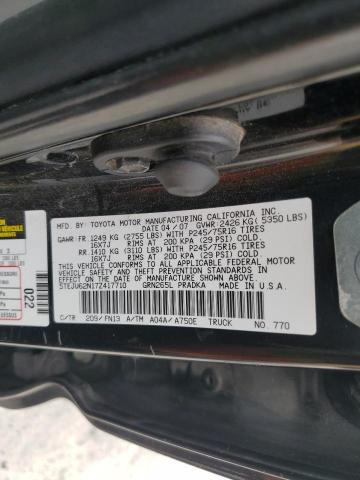 MFD. BY: TOYOTA MOTOR MANUFACTURING CALIFORNIA INC.
DATE 04 / 07 GVWR: 2426 KG ( 5350 LBS )
GAWR: FR 1249 KG (2755 LBS) WITH P245/75R16 TIRES
16X7J RIMS AT 200 KPA (29 PSI) COLD.
RR 1410 KG (3110 LBS) WITH P245/75R16 TIRES
16X7J RIMS AT 200 KPA (29 PSI) COLD.
THIS VEHICLE CONFORMS TO ALL APPLICABLE FEDERAL MOTOR
VEHICLE SAFETY, BUMPER, AND THEFT PREVENTION
STANDARDS IN EFFECT ON THE DATE OF MANUFACTURE
SHOWN ABOVE.
5TEJU62N17Z417710 GRN265L PRADKA MADE IN U.S.A.
C/TR 209/FN13 A/TM A04A/A750E TRUCK NO. 770
022